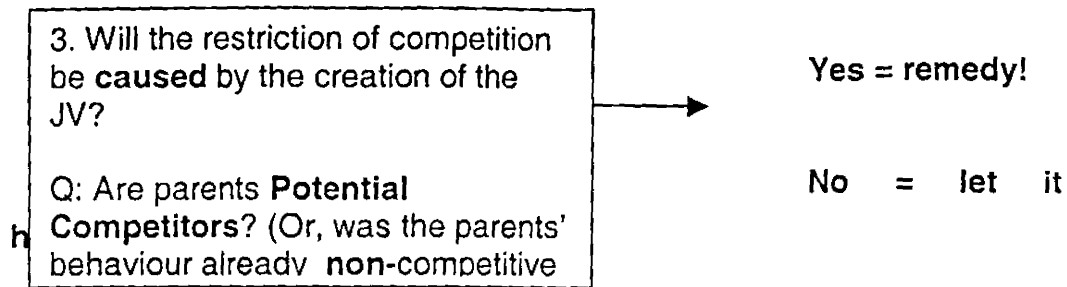 3. Will the restriction of competition
be caused by the creation of the
JV?
Yes = remedy!
Q: Are parents Potential
Competitors? (Or, was the parents'
behaviour already non-competitive
No = let it
h